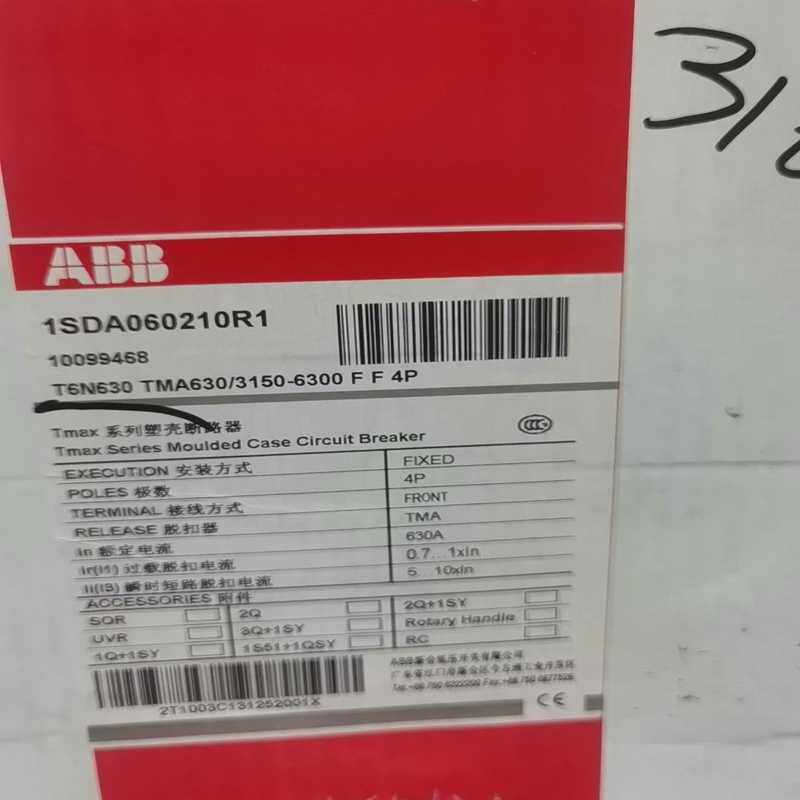 ABB
1SDA060210R1
10099468
T6N630 TMA630/3150-6300 F F 4P
Tmax 系列塑壳断路器
Tmax Series Moulded Case Circuit Breaker
EXECUTION 安装方式 FIXED
POLES 极数 4P
TERMINAL 接线方式 FRONT
RELEASE 脱扣器 TMA
In 额定电流 630A
Ir(I1) 过载脱扣电流 0.7...1xIn
Ii(I3) 瞬时短路脱扣电流 5...10xIn
ACCESSORIES 附件
SOR 2Q 2Q+1SY
UVR 3Q+1SY Rotary Handle
1Q+1SY 1S51+1QSY RC
2T1003C131252001X
CE